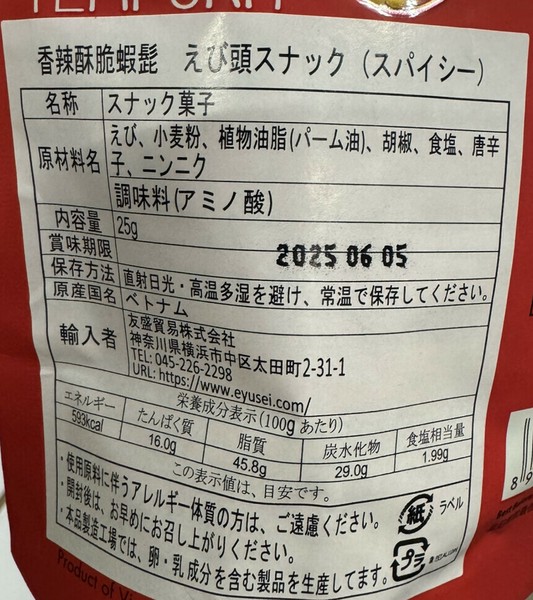 香辣酥脆蝦髭 えび頭スナック（スパイシー）
名称 スナック菓子
原材料名 えび、小麦粉、植物油脂(パーム油)、胡椒、食塩、唐辛
子、ニンニク
調味料(アミノ酸)
内容量 25g
賞味期限 2025 06 05
保存方法 直射日光・高温多湿を避け、常温で保存してください。
原産国名 ベトナム
輸入者 友盛貿易株式会社
神奈川県横浜市中区太田町2-31-1
TEL: 045-226-2298
URL: https://www.eyusei.com/
栄養成分表示(100gあたり)
エネルギー たんぱく質 脂質 炭水化物 食塩相当量
593kcal 16.0g 45.8g 29.0g 1.99g
この表示値は、目安です。
・使用原料に伴うアレルギー体質の方は、ご遠慮ください。
・開封後は、お早めにお召し上がりください。
・本品製造工場では、卵・乳成分を含む製品を生産してます。
紙 ラベル
プラ
Product of